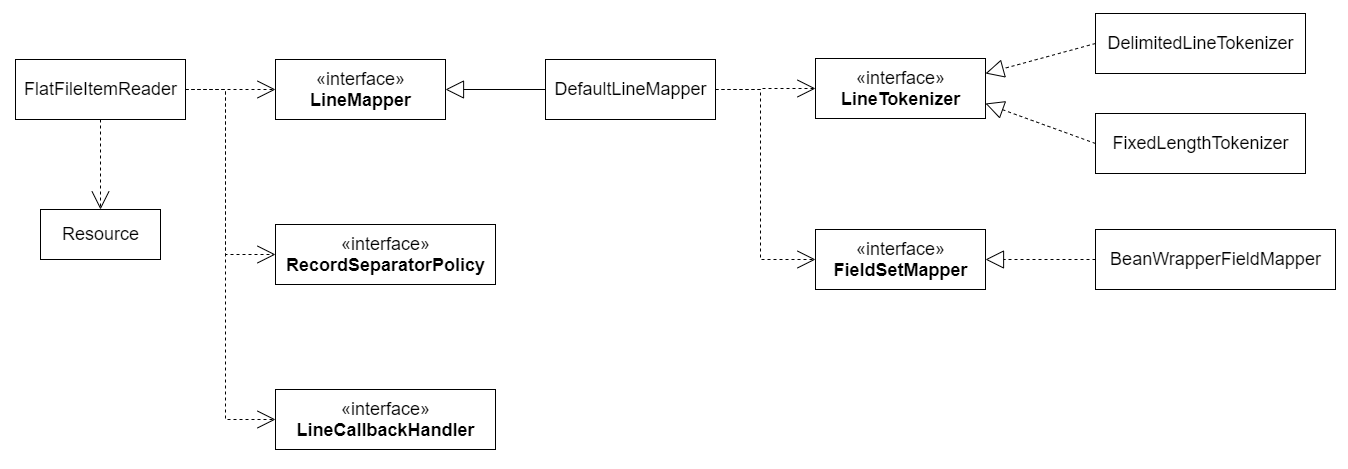 FlatFileItemReader
Resource
«interface»
LineMapper
«interface»
RecordSeparatorPolicy
«interface»
LineCallbackHandler
DefaultLineMapper
«interface»
LineTokenizer
«interface»
FieldSetMapper
DelimitedLineTokenizer
FixedLengthTokenizer
BeanWrapperFieldMapper